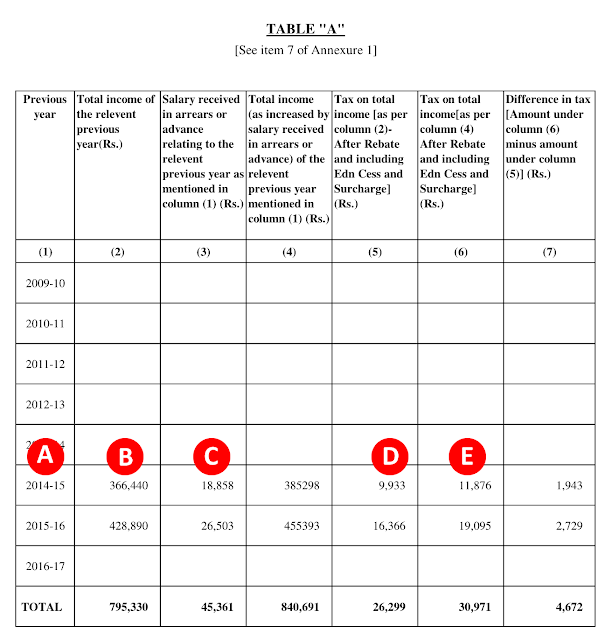 TABLE "A"
[See item 7 of Annexure 1]
Previous year
Total income of the relevent previous year(Rs.)
Salary received in arrears or advance relating to the relevent previous year as mentioned in column (1) (Rs.)
Total income (as increased by salary received in arrears or advance) of the relevent previous year mentioned in column (1) (Rs.)
Tax on total income [as per column (2)- After Rebate and including Edn Cess and Surcharge] (Rs.)
Tax on total income[as per column (4) After Rebate and including Edn Cess and Surcharge] (Rs.)
Difference in tax [Amount under column (6) minus amount under column (5)] (Rs.)
(1) (2) (3) (4) (5) (6) (7)
2009-10
2010-11
2011-12
2012-13
A B C D E
2014-15 366,440 18,858 385298 9,933 11,876 1,943
2015-16 428,890 26,503 455393 16,366 19,095 2,729
2016-17
TOTAL 795,330 45,361 840,691 26,299 30,971 4,672